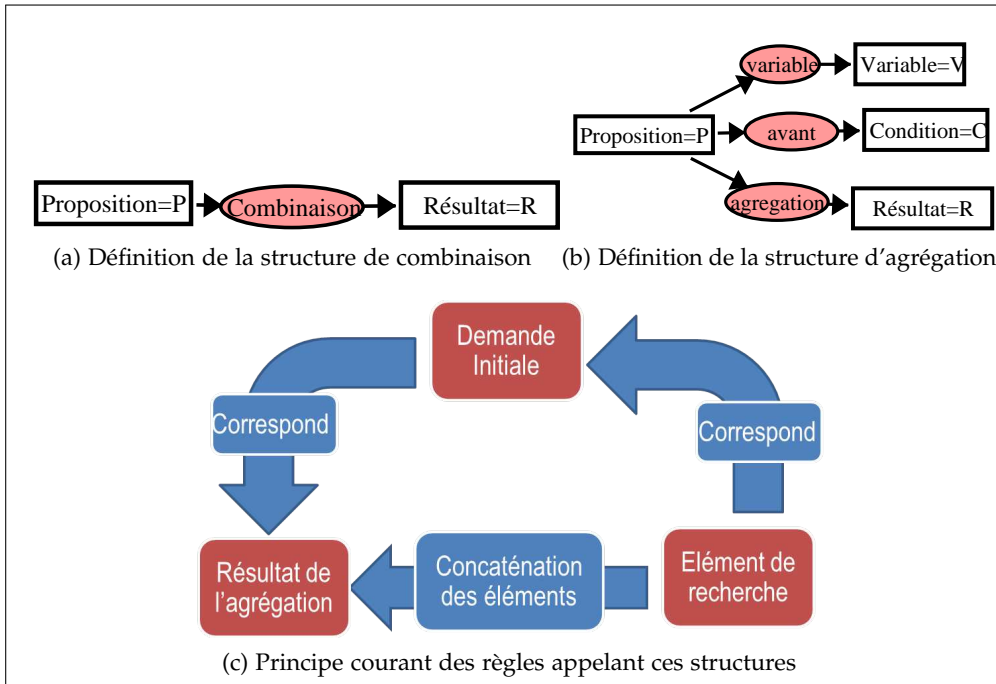 variable
Variable=V
Proposition=P
avant
Condition=C
agregation
Résultat=R
Proposition=P
Combinaison
Résultat=R
(a) Définition de la structure de combinaison
(b) Définition de la structure d'agrégation
Demande
Initiale
Correspond
Correspond
Résultat de
l'agrégation
Concaténation
des éléments
Elément de
recherche
(c) Principe courant des règles appelant ces structures